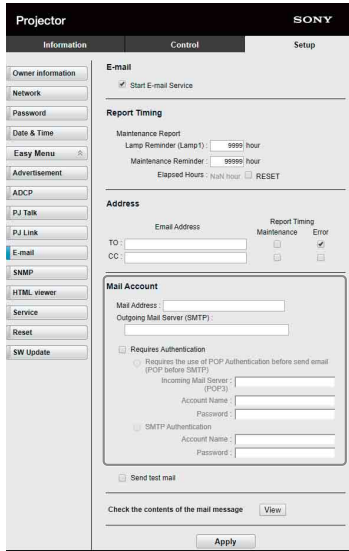 Projector
SONY
Information
Control
Setup
Owner information
Network
Password
Date & Time
Easy Menu
Advertisement
ADCP
PJ Talk
PJ Link
E-mail
SNMP
HTML viewer
Service
Reset
SW Update
E-mail
Start E-mail Service
Report Timing
Maintenance Report
Lamp Reminder (Lamp1) : 9999 hour
Maintenance Reminder : 99999 hour
Elapsed Hours : NaN hour RESET
Address
Email Address
Report Timing
Maintenance Error
TO :
CC :
Mail Account
Mail Address :
Outgoing Mail Server (SMTP) :
Requires Authentication
Requires the use of POP Authentication before send email
(POP before SMTP)
Incoming Mail Server :
(POP3)
Account Name :
Password :
SMTP Authentication
Account Name :
Password :
Send test mail
Check the contents of the mail message View
Apply